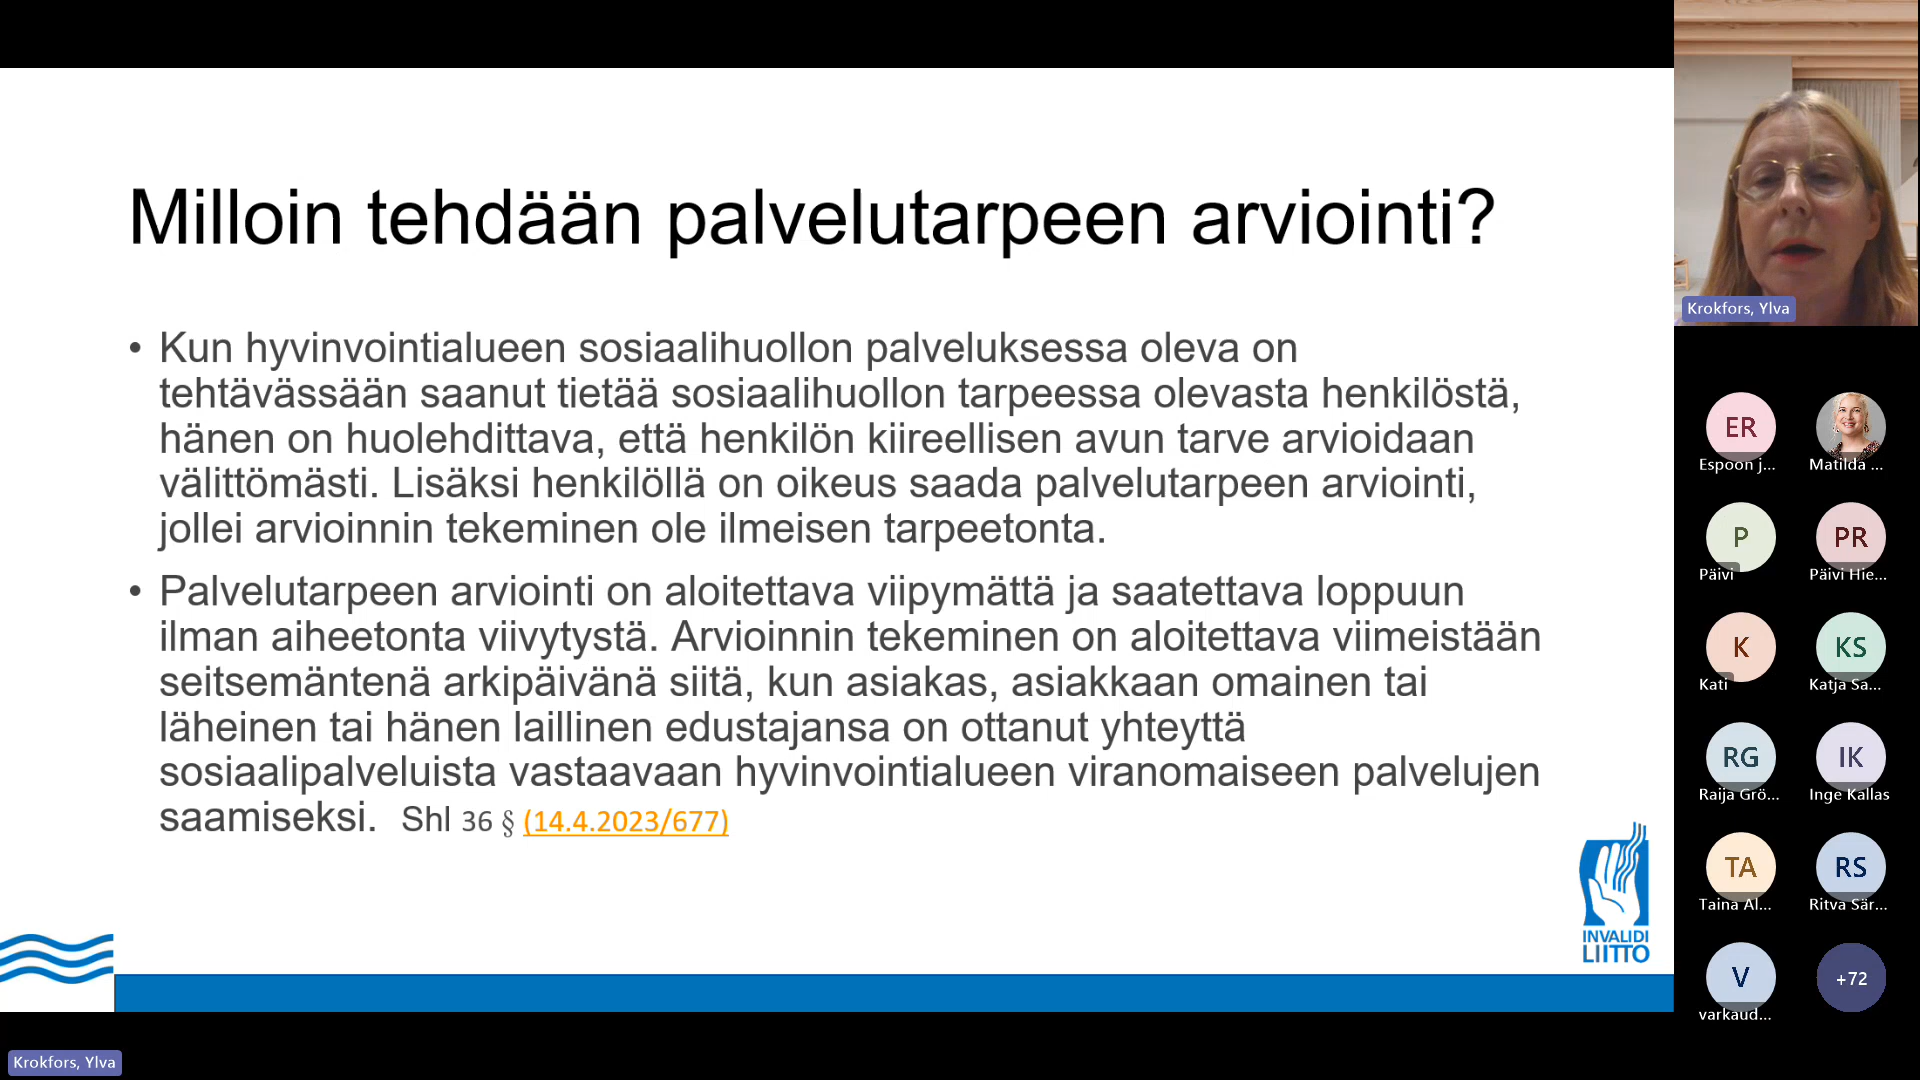 Milloin tehdään palvelutarpeen arviointi?
• Kun hyvinvointialueen sosiaalihuollon palveluksessa oleva on
tehtävässään saanut tietää sosiaalihuollon tarpeessa olevasta henkilöstä,
hänen on huolehdittava, että henkilön kiireellisen avun tarve arvioidaan
välittömästi. Lisäksi henkilöllä on oikeus saada palvelutarpeen arviointi,
jollei arvioinnin tekeminen ole ilmeisen tarpeetonta.
• Palvelutarpeen arviointi on aloitettava viipymättä ja saatettava loppuun
ilman aiheetonta viivytystä. Arvioinnin tekeminen on aloitettava viimeistään
seitsemäntenä arkipäivänä siitä, kun asiakas, asiakkaan omainen tai
läheinen tai hänen laillinen edustajansa on ottanut yhteyttä
sosiaalipalveluista vastaavaan hyvinvointialueen viranomaiseen palvelujen
saamiseksi. Shl 36 § (14.4.2023/677)
INVALIDI
LIITTO
Krokfors, Ylva
Krokfors, Ylva
ER
Espoon j...
Matilda ...
P
Päivi
PR
Päivi Hie...
K
Kati
KS
Katja Sa...
RG
Raija Grö...
IK
Inge Kallas
TA
Taina Al...
RS
Ritva Sär...
V
varkaud...
+72